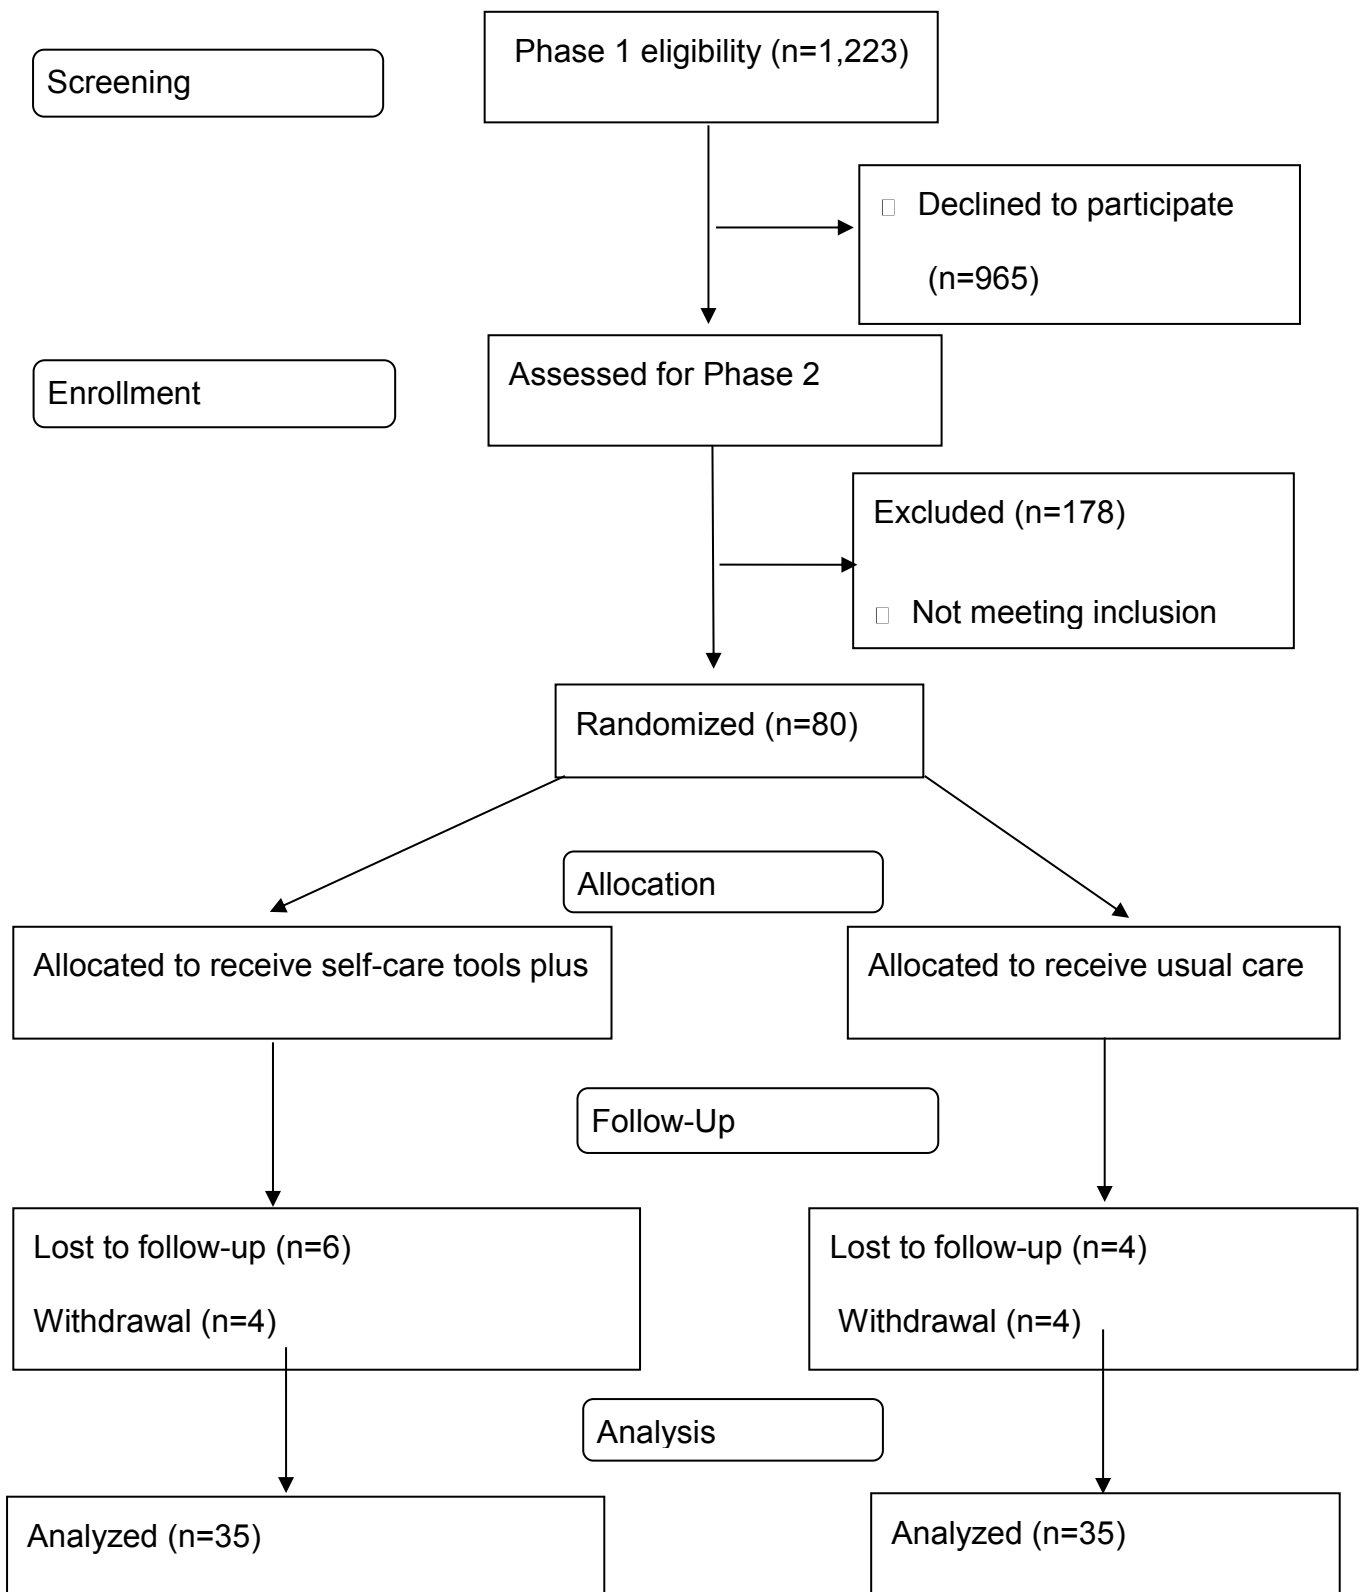 Screening
Phase 1 eligibility (n=1,223)
Declined to participate
(n=965)
Enrollment
Assessed for Phase 2
Excluded (n=178)
Not meeting inclusion
Randomized (n=80)
Allocation
Allocated to receive self-care tools plus
Allocated to receive usual care
Follow-Up
Lost to follow-up (n=6)
Withdrawal (n=4)
Lost to follow-up (n=4)
Withdrawal (n=4)
Analysis
Analyzed (n=35)
Analyzed (n=35)